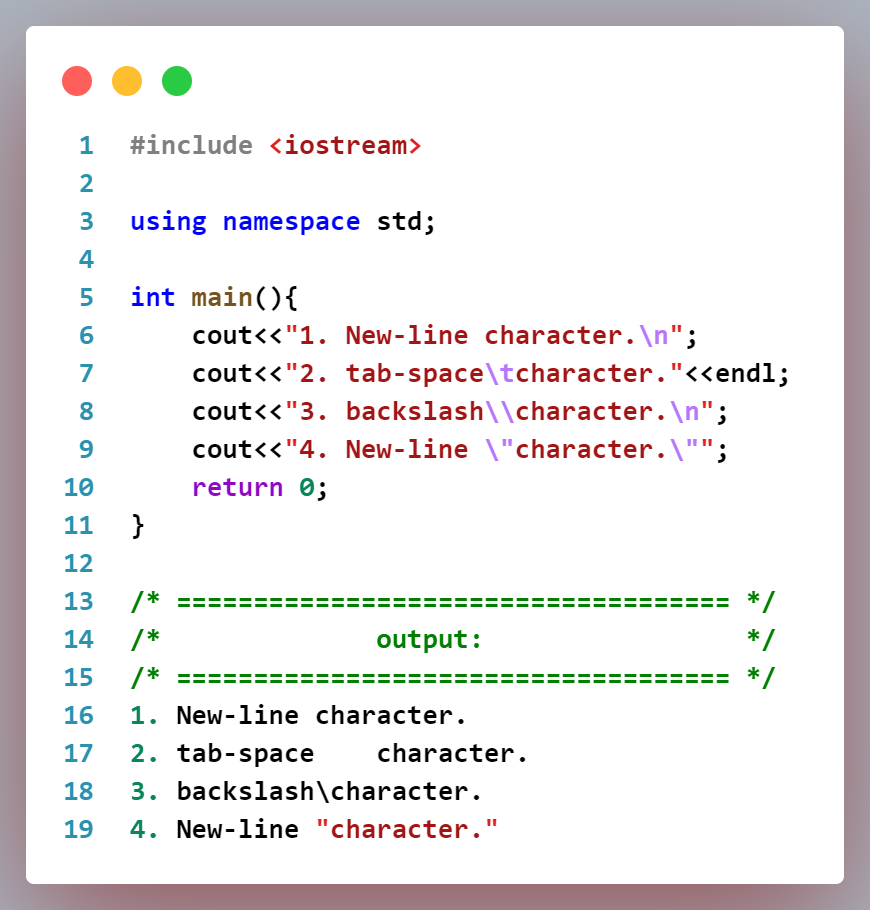 1 #include <iostream>
2
3 using namespace std;
4
5 int main(){
6     cout<<"1. New-line character.\n";
7     cout<<"2. tab-space\tcharacter."<<endl;
8     cout<<"3. backslash\\character.\n";
9     cout<<"4. New-line \"character.\"";
10     return 0;
11 }
12
13 /* ==================================== */
14 /*              output:                 */
15 /* ==================================== */
16 1. New-line character.
17 2. tab-space    character.
18 3. backslash\character.
19 4. New-line "character."